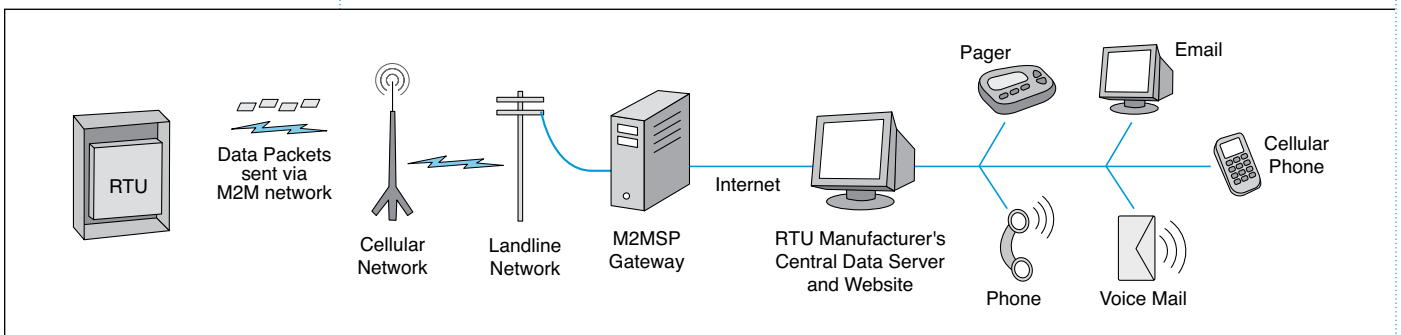 RTU
Data Packets
sent via
M2M network
Cellular
Network
Landline
Network
M2MSP
Gateway
Internet
RTU Manufacturer's
Central Data Server
and Website
Pager
Email
Cellular
Phone
Phone
Voice Mail